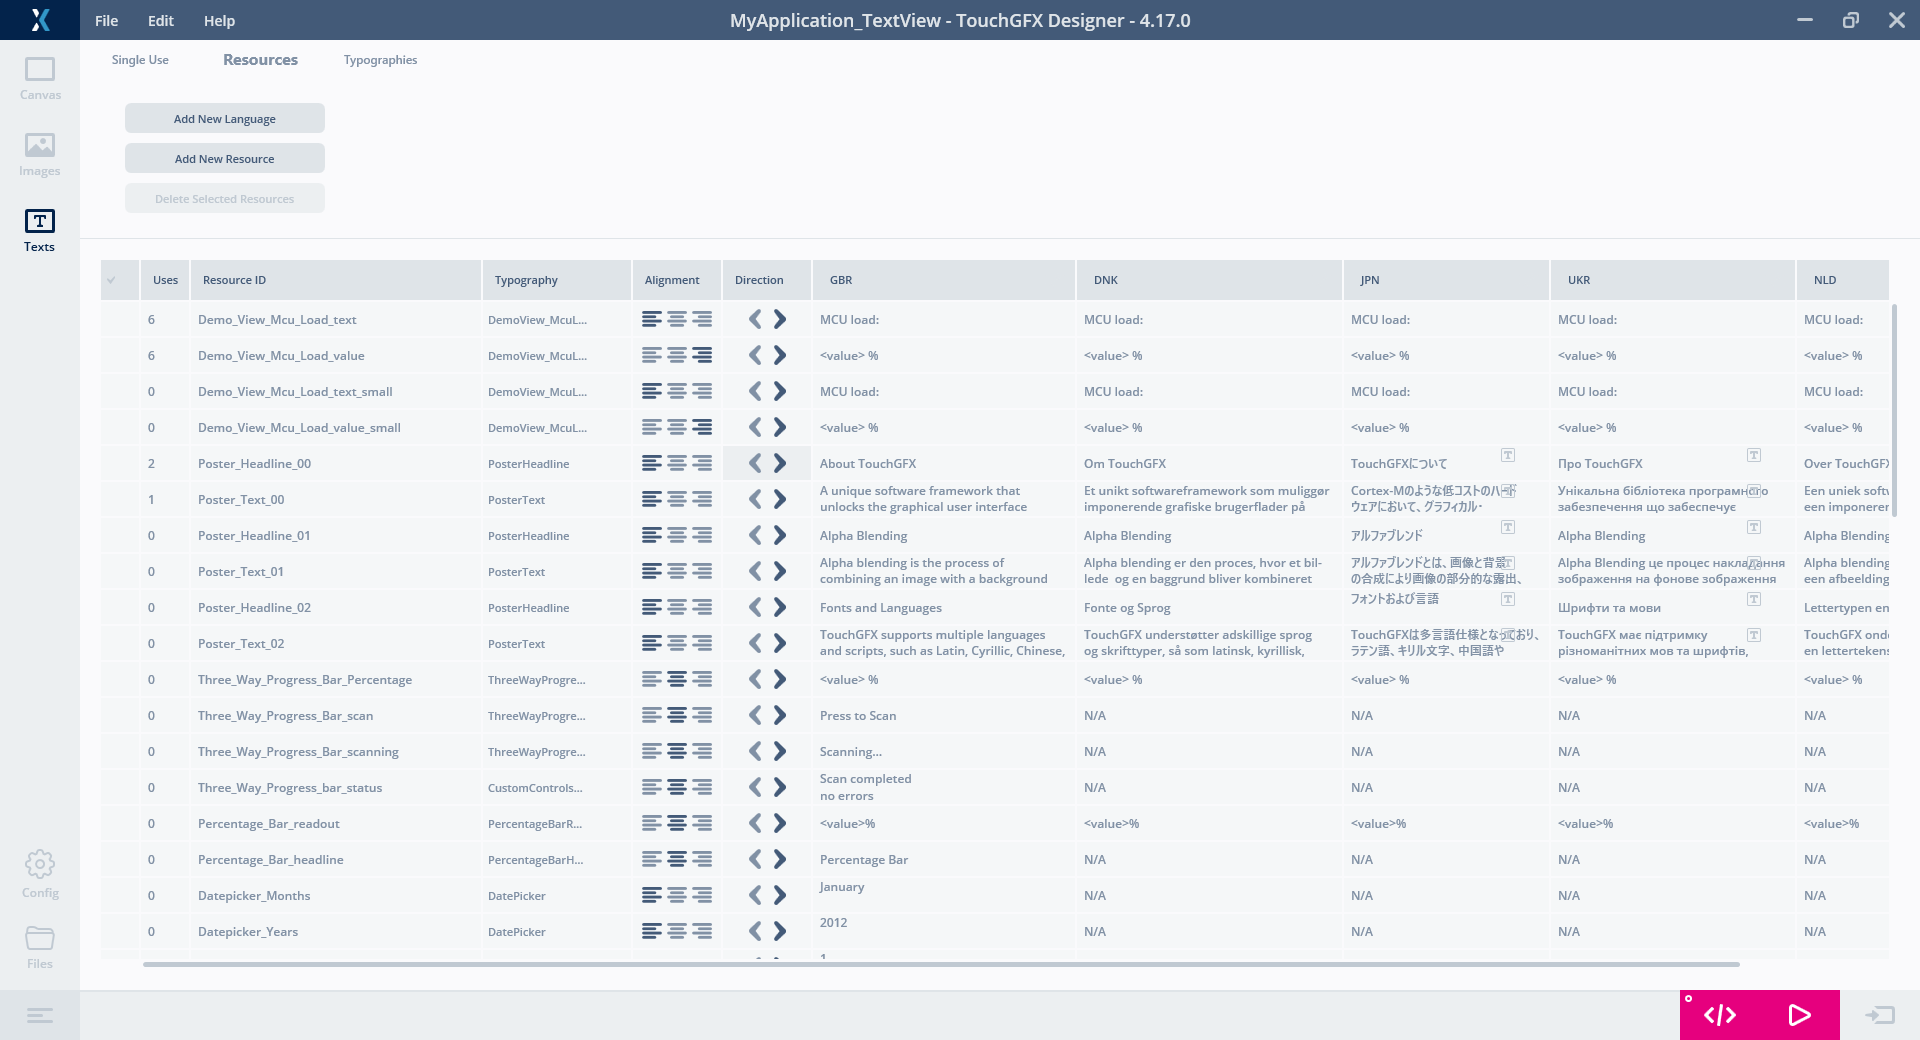 File Edit Help MyApplication_TextView - TouchGFX Designer - 4.17.0
Single Use Resources Typographies
Canvas
Images
Texts
Config
Files
Add New Language
Add New Resource
Delete Selected Resources
Uses Resource ID Typography Alignment Direction GBR DNK JPN UKR NLD
6 Demo_View_Mcu_Load_text DemoView_McuL... MCU load: MCU load: MCU load: MCU load: MCU load:
6 Demo_View_Mcu_Load_value DemoView_McuL... <value> % <value> % <value> % <value> % <value> %
0 Demo_View_Mcu_Load_text_small DemoView_McuL... MCU load: MCU load: MCU load: MCU load: MCU load:
0 Demo_View_Mcu_Load_value_small DemoView_McuL... <value> % <value> % <value> % <value> % <value> %
2 Poster_Headline_00 PosterHeadline About TouchGFX Om TouchGFX TouchGFXについて Про TouchGFX Over TouchGFX
1 Poster_Text_00 PosterText A unique software framework that Et unikt softwareframework som muliggør Cortex-Mのような低コストのハード Унікальна бібліотека програмного Een uniek
unlocks the graphical user interface imponerende grafiske brugerflader på ウェアにおいて、グラフィカル・ забезпечення що забеспечує een
0 Poster_Headline_01 PosterHeadline Alpha Blending Alpha Blending アルファブレンド Alpha Blending Alpha Blending
0 Poster_Text_01 PosterText Alpha blending is the process of Alpha blending er den proces, hvor et bil- アルファブレンドとは、画像と背景 Alpha Blending це процес накладання Alpha blending
combining an image with a background lede og en baggrund bliver kombineret の合成により画像の部分的な露出、 зображення на фонове зображення een afbeelding
0 Poster_Headline_02 PosterHeadline Fonts and Languages Fonte og Sprog フォントおよび言語 Шрифти та мови Lettertypen en
0 Poster_Text_02 PosterText TouchGFX supports multiple languages TouchGFX understøtter adskillige sprog TouchGFXは多言語仕様となっており、 TouchGFX має підтримку TouchGFX
and scripts, such as Latin, Cyrillic, Chinese, og skrifttyper, så som latinsk, kyrillisk, ラテン語、キリル文字、中国語や різноманітних мов та шрифтів, en
0 Three_Way_Progress_Bar_Percentage ThreeWayProgre... <value> % <value> % <value> % <value> % <value> %
0 Three_Way_Progress_Bar_scan ThreeWayProgre... Press to Scan N/A N/A N/A N/A
0 Three_Way_Progress_Bar_scanning ThreeWayProgre... Scanning... N/A N/A N/A N/A
0 Three_Way_Progress_bar_status CustomControls... Scan completed N/A N/A N/A N/A
no errors
0 Percentage_Bar_readout PercentageBarR... <value>% <value>% <value>% <value>% <value>%
0 Percentage_Bar_headline PercentageBarH... Percentage Bar N/A N/A N/A N/A
0 Datepicker_Months DatePicker January N/A N/A N/A N/A
0 Datepicker_Years DatePicker 2012 N/A N/A N/A N/A